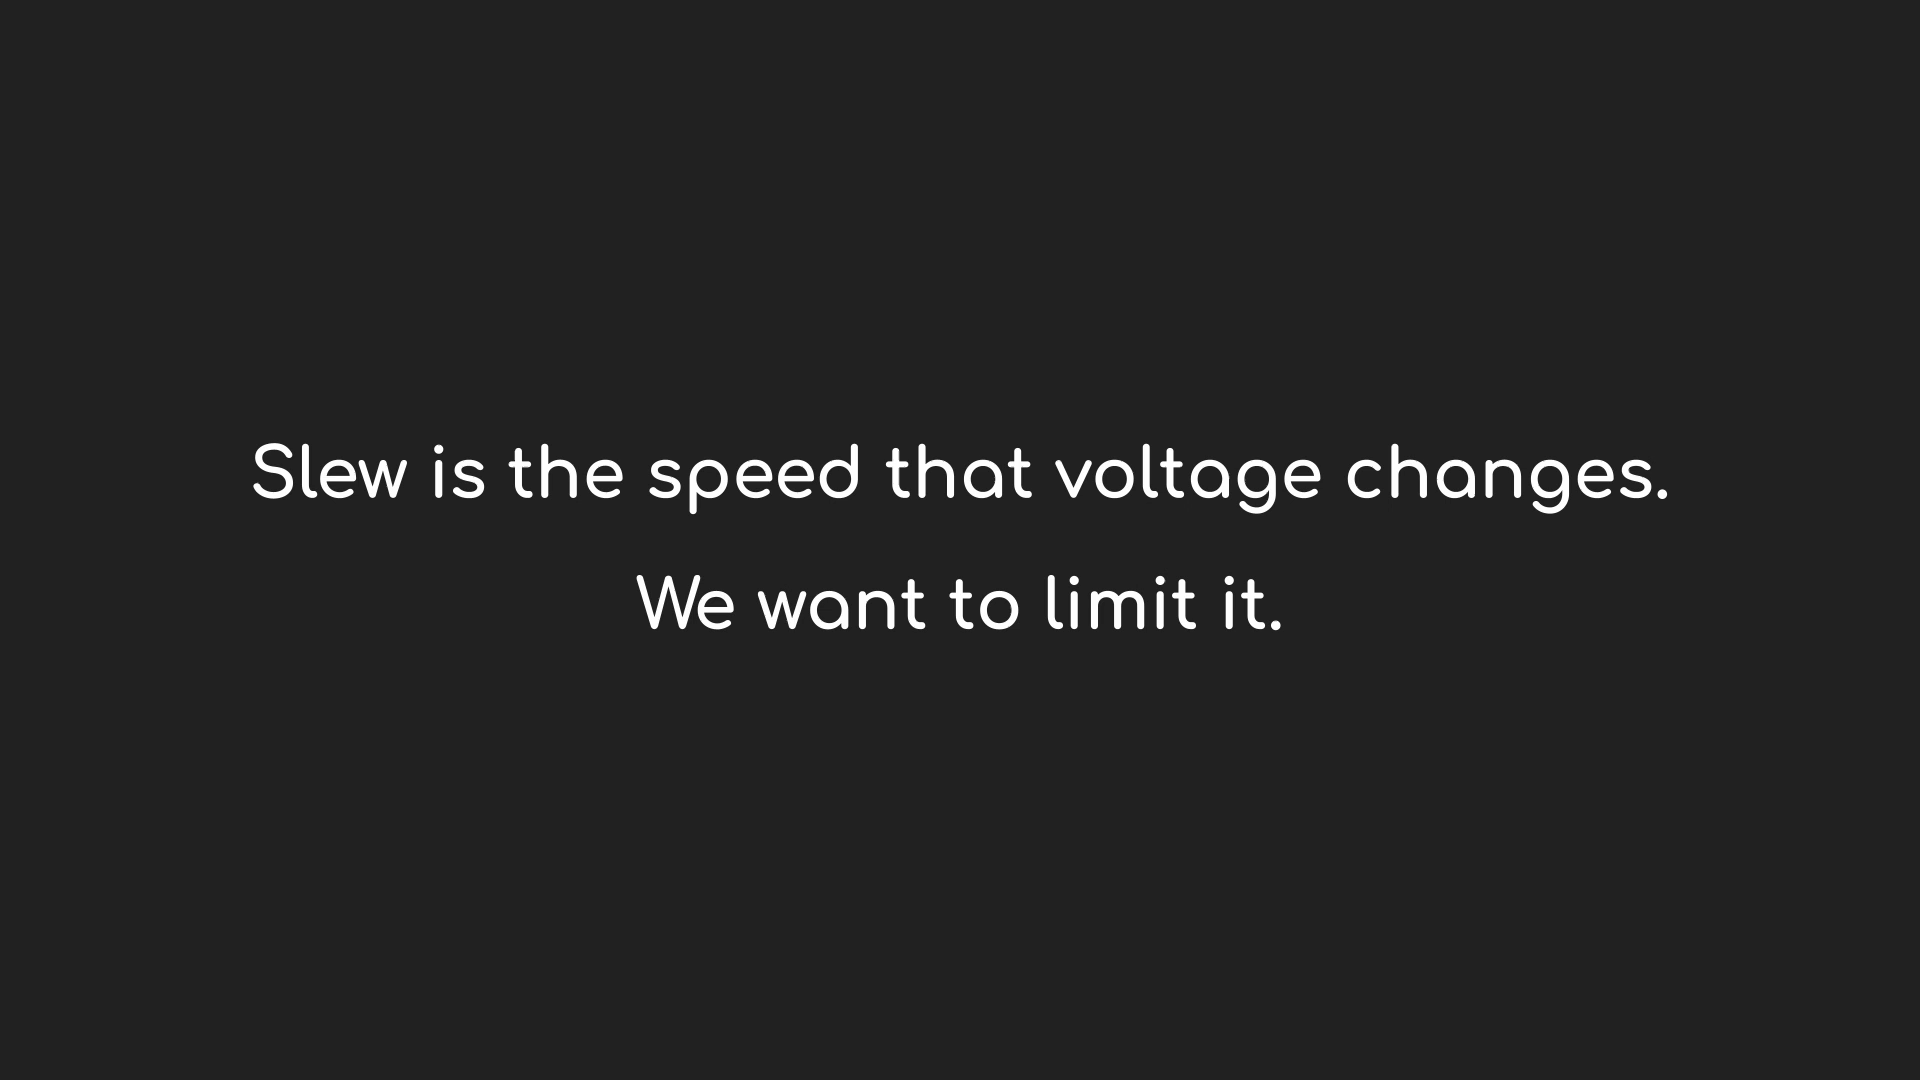 Slew is the speed that voltage changes.
We want to limit it.